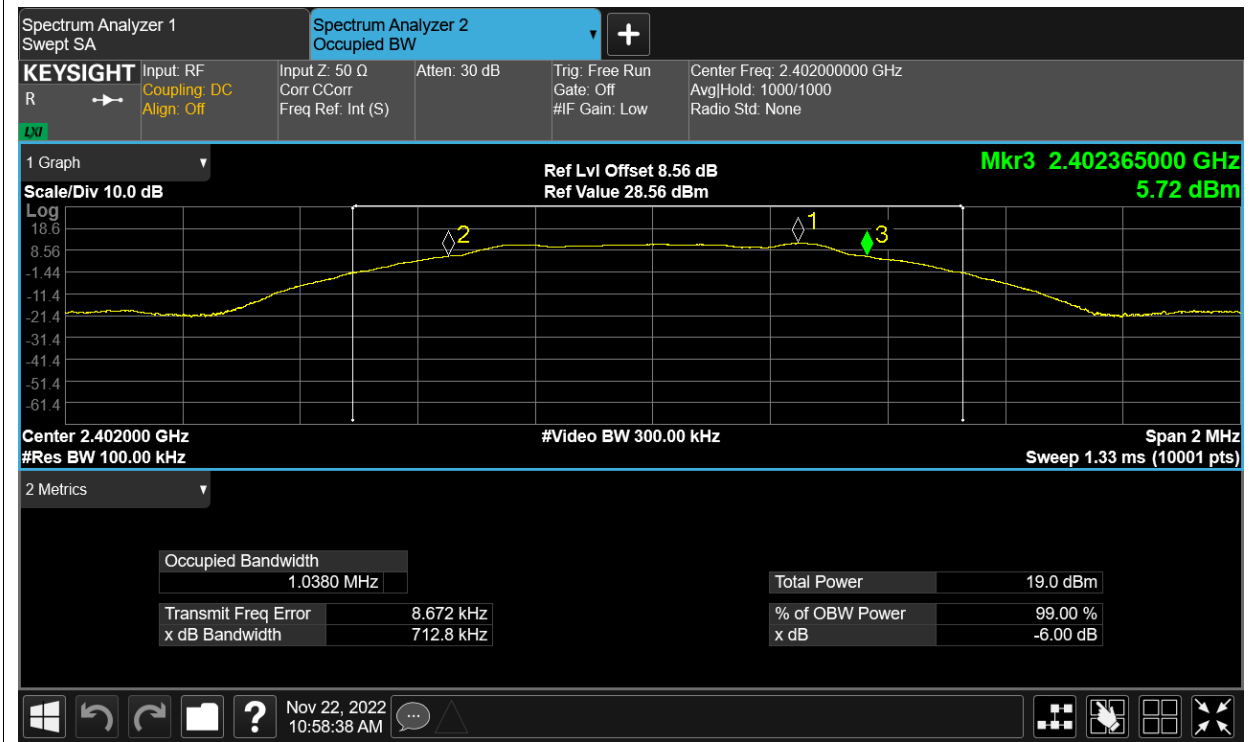 Spectrum Analyzer 1
Swept SA
Spectrum Analyzer 2
Occupied BW
▼
+
KEYSIGHT
R
LXI
Input: RF
Coupling: DC
Align: Off
Input Z: 50 Ω
Corr CCorr
Freq Ref: Int (S)
Atten: 30 dB
Trig: Free Run
Gate: Off
#IF Gain: Low
Center Freq: 2.402000000 GHz
Avg|Hold: 1000/1000
Radio Std: None
1 Graph ▼
Scale/Div 10.0 dB
Ref Lvl Offset 8.56 dB
Ref Value 28.56 dBm
Mkr3 2.402365000 GHz
5.72 dBm
Log
18.6
8.56
-1.44
-11.4
-21.4
-31.4
-41.4
-51.4
-61.4
2
1
3
Center 2.402000 GHz
#Res BW 100.00 kHz
#Video BW 300.00 kHz
Span 2 MHz
Sweep 1.33 ms (10001 pts)
2 Metrics ▼
Occupied Bandwidth
1.0380 MHz
Transmit Freq Error 8.672 kHz
x dB Bandwidth 712.8 kHz
Total Power 19.0 dBm
% of OBW Power 99.00 %
x dB -6.00 dB
?
Nov 22, 2022
10:58:38 AM